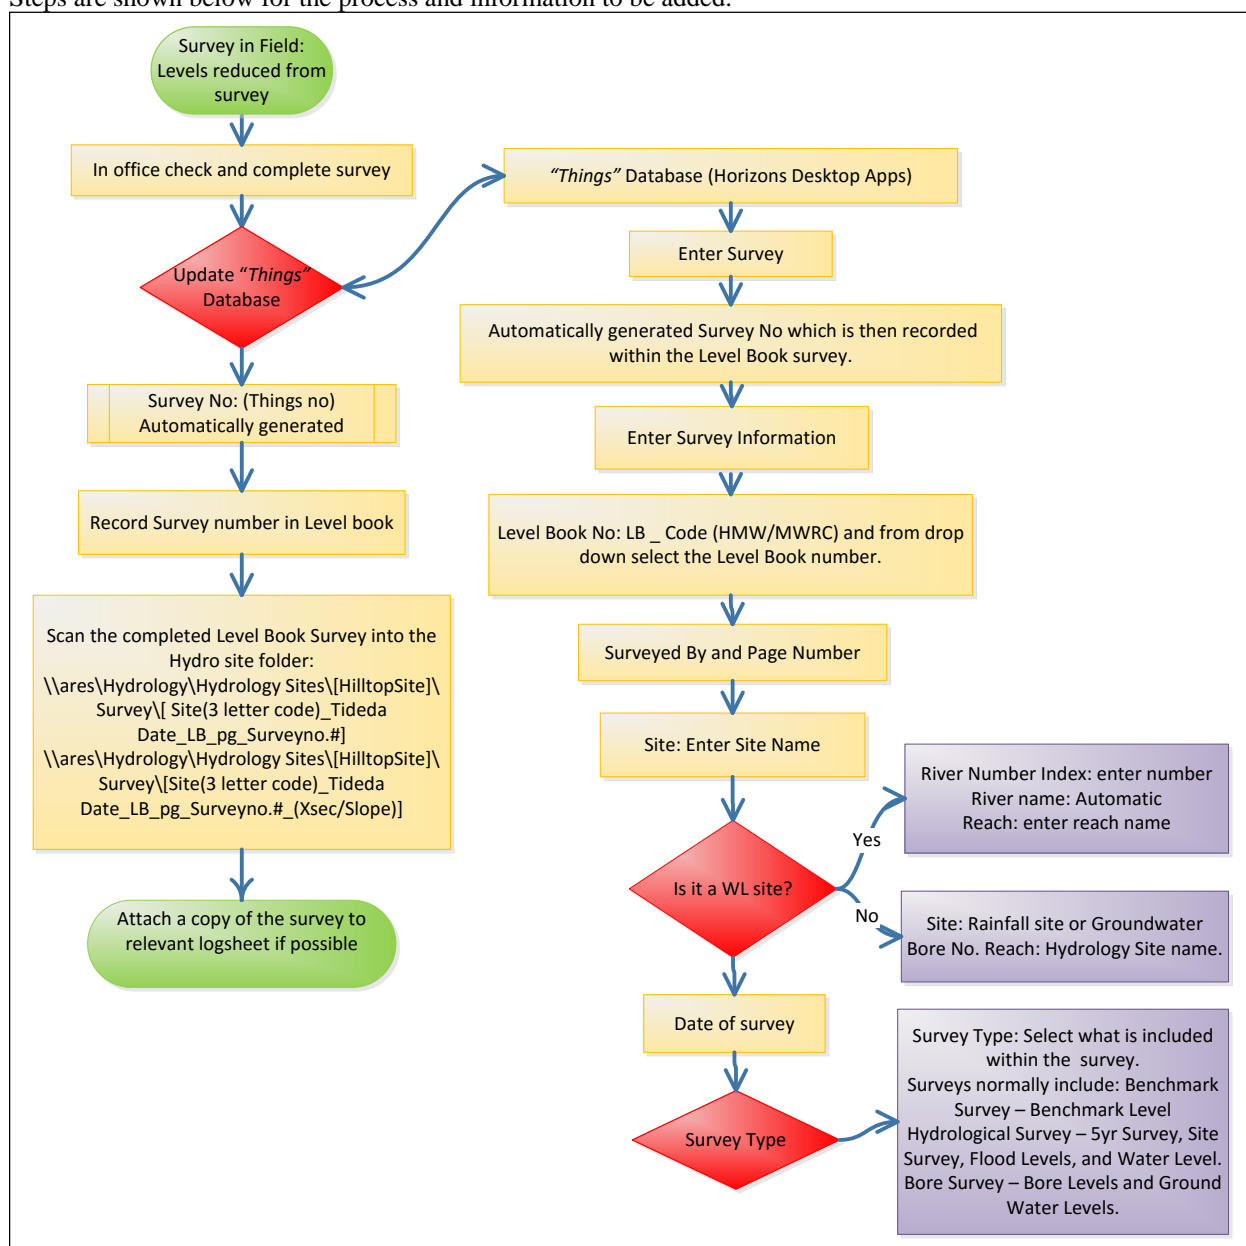 Steps are shown below for the process and information to be added.
Survey in Field:
Levels reduced from
survey
In office check and complete survey
Update “Things”
Database
Survey No: (Things no)
Automatically generated
Record Survey number in Level book
Scan the completed Level Book Survey into the
Hydro site folder:
\\ares\Hydrology\Hydrology Sites\[HilltopSite]\
Survey\[ Site(3 letter code)_Tideda
Date_LB_pg_Surveyno.#]
\\ares\Hydrology\Hydrology Sites\[HilltopSite]\
Survey\[Site(3 letter code)_Tideda
Date_LB_pg_Surveyno.#_(Xsec/Slope)]
Attach a copy of the survey to
relevant logsheet if possible
“Things” Database (Horizons Desktop Apps)
Enter Survey
Automatically generated Survey No which is then recorded
within the Level Book survey.
Enter Survey Information
Level Book No: LB _ Code (HMW/MWRC) and from drop
down select the Level Book number.
Surveyed By and Page Number
Site: Enter Site Name
Is it a WL site?
Yes
River Number Index: enter number
River name: Automatic
Reach: enter reach name
No
Site: Rainfall site or Groundwater
Bore No. Reach: Hydrology Site name.
Date of survey
Survey Type
Survey Type: Select what is included
within the  survey.
Surveys normally include: Benchmark
Survey – Benchmark Level
Hydrological Survey – 5yr Survey, Site
Survey, Flood Levels, and Water Level.
Bore Survey – Bore Levels and Ground
Water Levels.